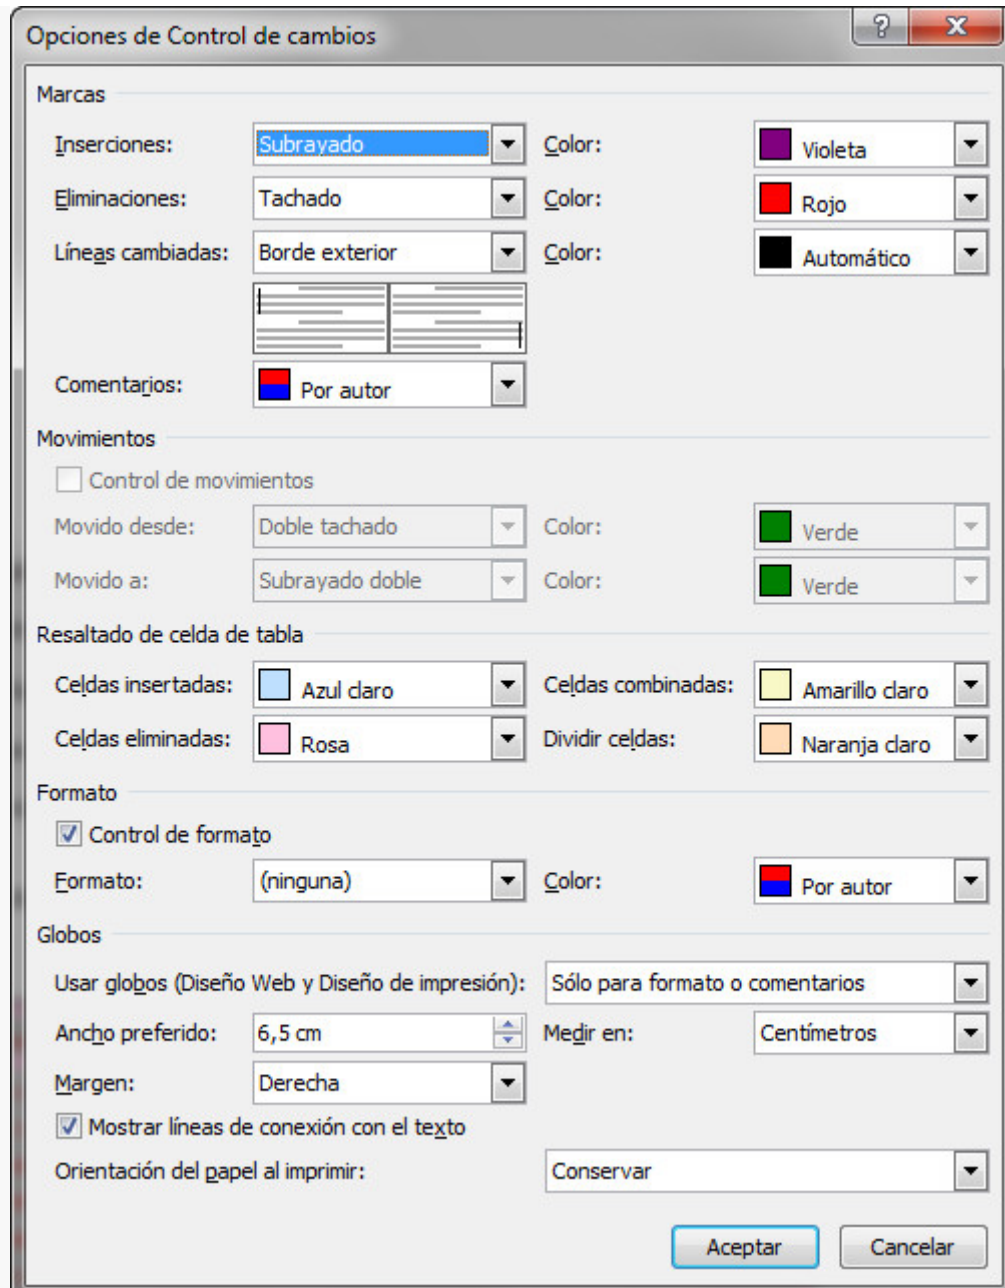 Opciones de Control de cambios
Marcas
Inserciones: Subrayado Color: Violeta
Eliminaciones: Tachado Color: Rojo
Líneas cambiadas: Borde exterior Color: Automático
Comentarios: Por autor
Movimientos
Control de movimientos
Movido desde: Doble tachado Color: Verde
Movido a: Subrayado doble Color: Verde
Resaltado de celda de tabla
Celdas insertadas: Azul claro Celdas combinadas: Amarillo claro
Celdas eliminadas: Rosa Dividir celdas: Naranja claro
Formato
Control de formato
Formato: (ninguna) Color: Por autor
Globos
Usar globos (Diseño Web y Diseño de impresión): Sólo para formato o comentarios
Ancho preferido: 6,5 cm Medir en: Centímetros
Margen: Derecha
Mostrar líneas de conexión con el texto
Orientación del papel al imprimir: Conservar
Aceptar Cancelar